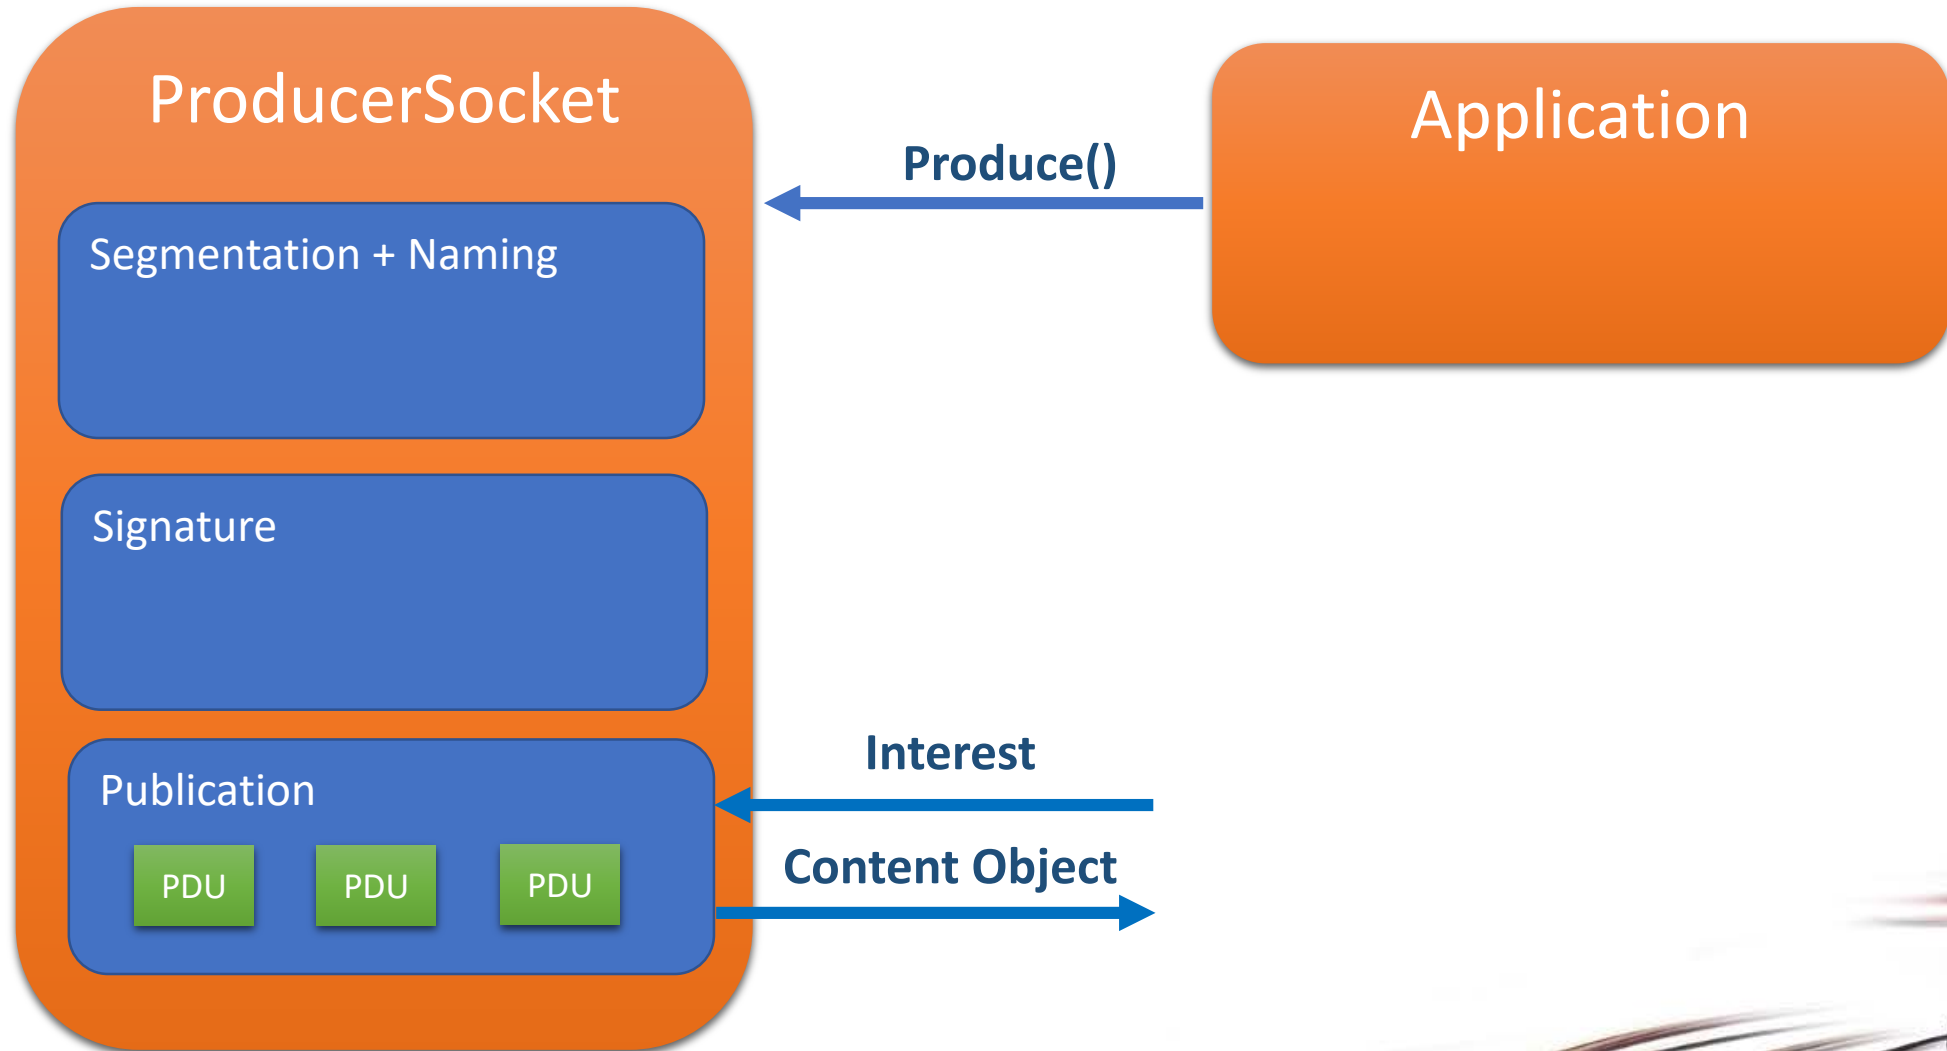 ProducerSocket
Application
Produce()
Segmentation + Naming
Signature
Interest
Publication
Content Object
PDU
PDU
PDU